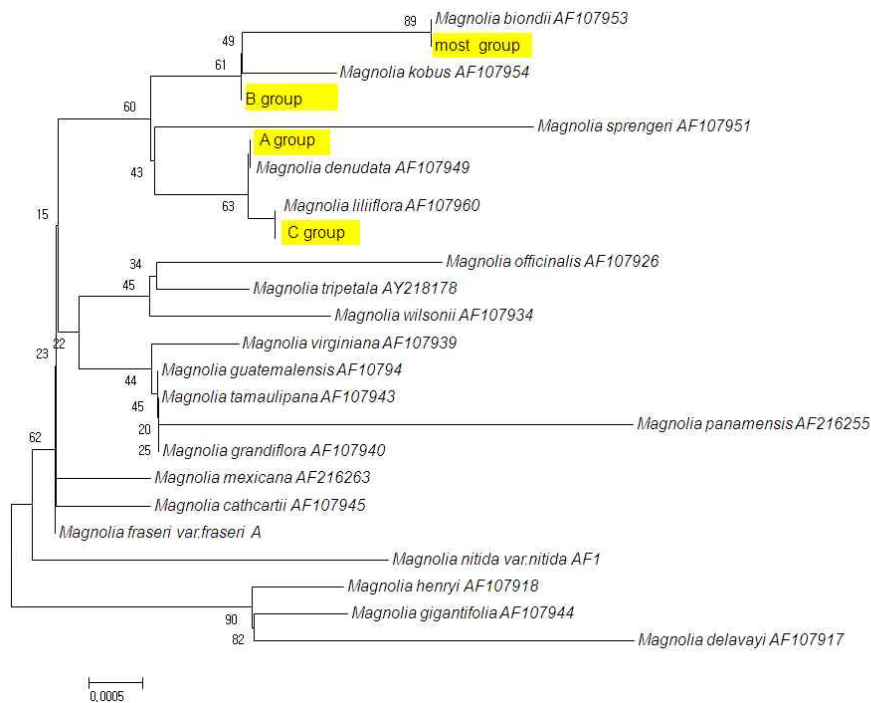 89
Magnolia biondii AF107953
49
most group
61
Magnolia kobus AF107954
B group
60
Magnolia sprengeri AF107951
A group
43
Magnolia denudata AF107949
63
Magnolia liliiflora AF107960
15
C group
34
Magnolia officinalis AF107926
45
Magnolia tripetala AY218178
Magnolia wilsonii AF107934
22
Magnolia virginiana AF107939
23
44
Magnolia guatemalensis AF10794
45
Magnolia tamaulipana AF107943
20
Magnolia panamensis AF216255
62
25
Magnolia grandiflora AF107940
Magnolia mexicana AF216263
Magnolia cathcartii AF107945
Magnolia fraseri var.fraseri A
Magnolia nitida var.nitida AF1
Magnolia henryi AF107918
90
Magnolia gigantifolia AF107944
82
Magnolia delavayi AF107917
0.0005